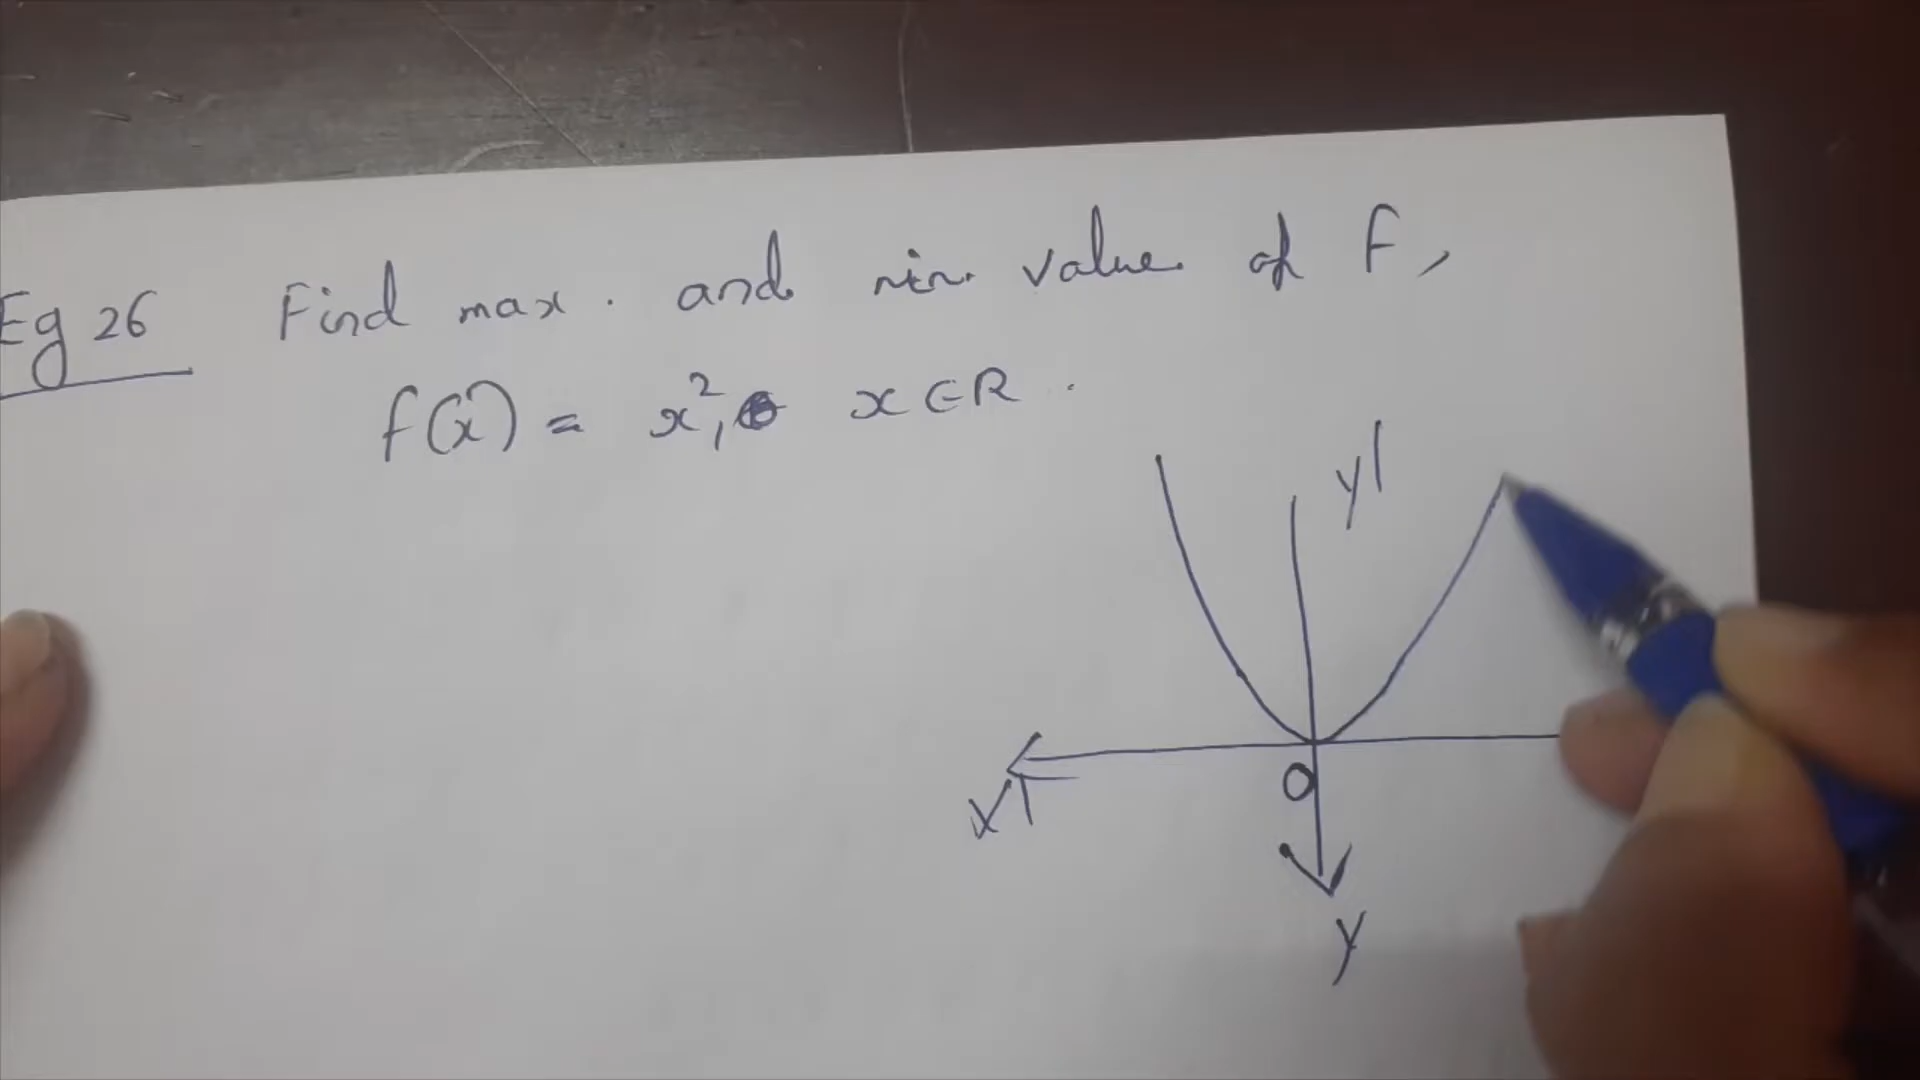 Eg 26 Find max. and min. value of f,
f(x) = x², x ∈ R.
y'
x'
O
y